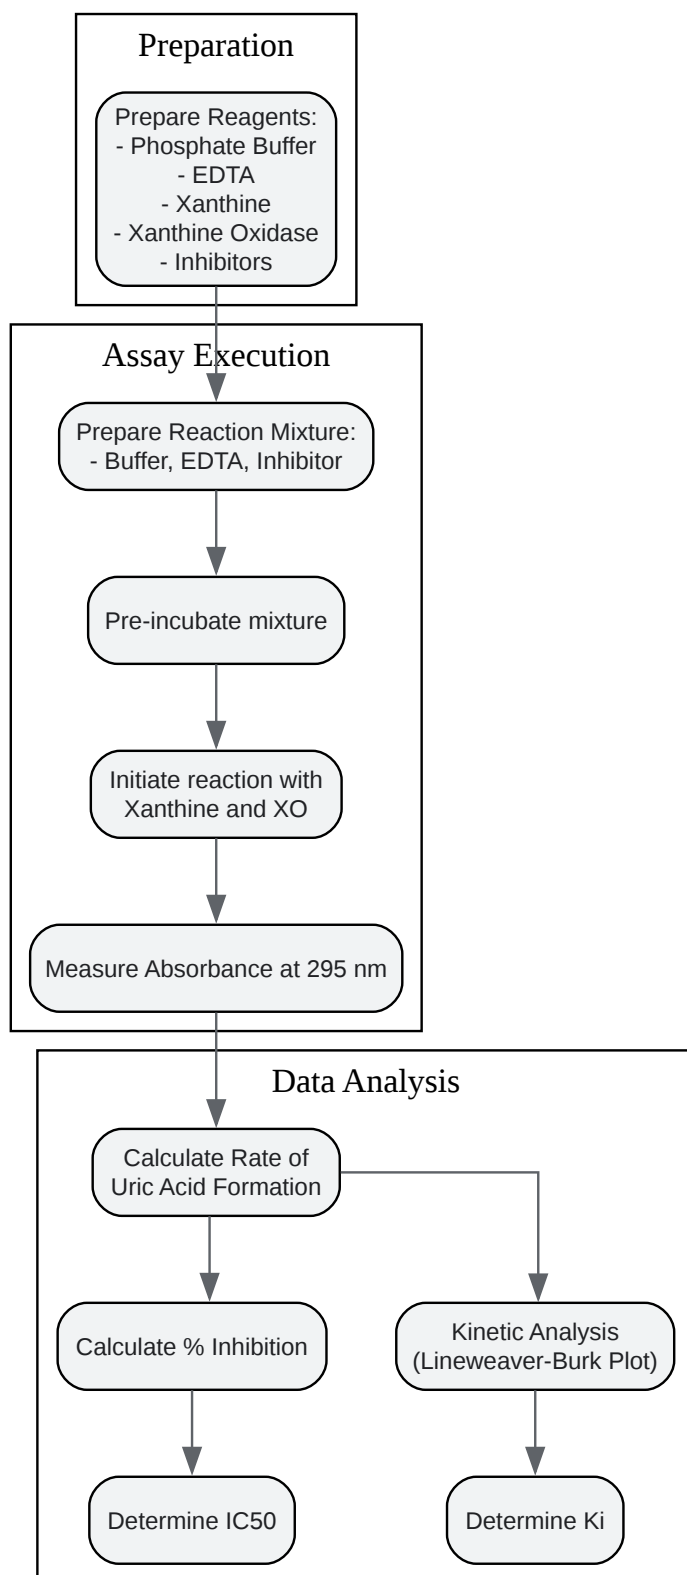 Preparation
Prepare Reagents:
- Phosphate Buffer
- EDTA
- Xanthine
- Xanthine Oxidase
- Inhibitors
Assay Execution
Prepare Reaction Mixture:
- Buffer, EDTA, Inhibitor
Pre-incubate mixture
Initiate reaction with
Xanthine and XO
Measure Absorbance at 295 nm
Data Analysis
Calculate Rate of
Uric Acid Formation
Calculate % Inhibition
Kinetic Analysis
(Lineweaver-Burk Plot)
Determine IC50
Determine Ki